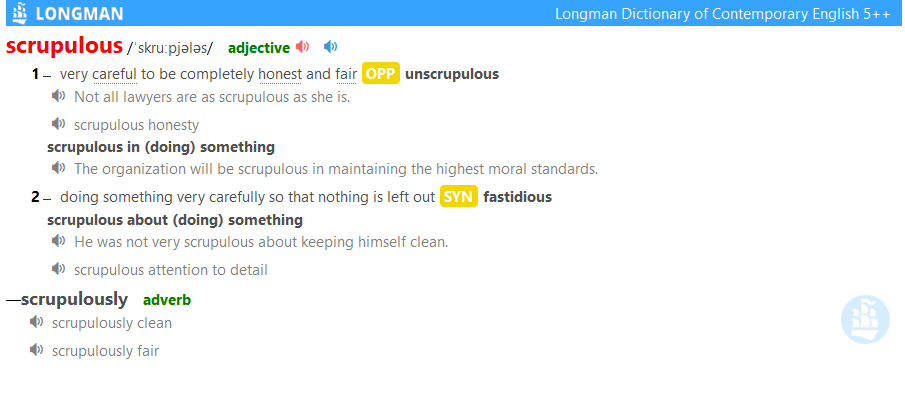 LONGMAN Longman Dictionary of Contemporary English 5++
scrupulous /ˈskruːpjələs/ adjective
1 – very careful to be completely honest and fair OPP unscrupulous
Not all lawyers are as scrupulous as she is.
scrupulous honesty
scrupulous in (doing) something
The organization will be scrupulous in maintaining the highest moral standards.
2 – doing something very carefully so that nothing is left out SYN fastidious
scrupulous about (doing) something
He was not very scrupulous about keeping himself clean.
scrupulous attention to detail
—scrupulously adverb
scrupulously clean
scrupulously fair